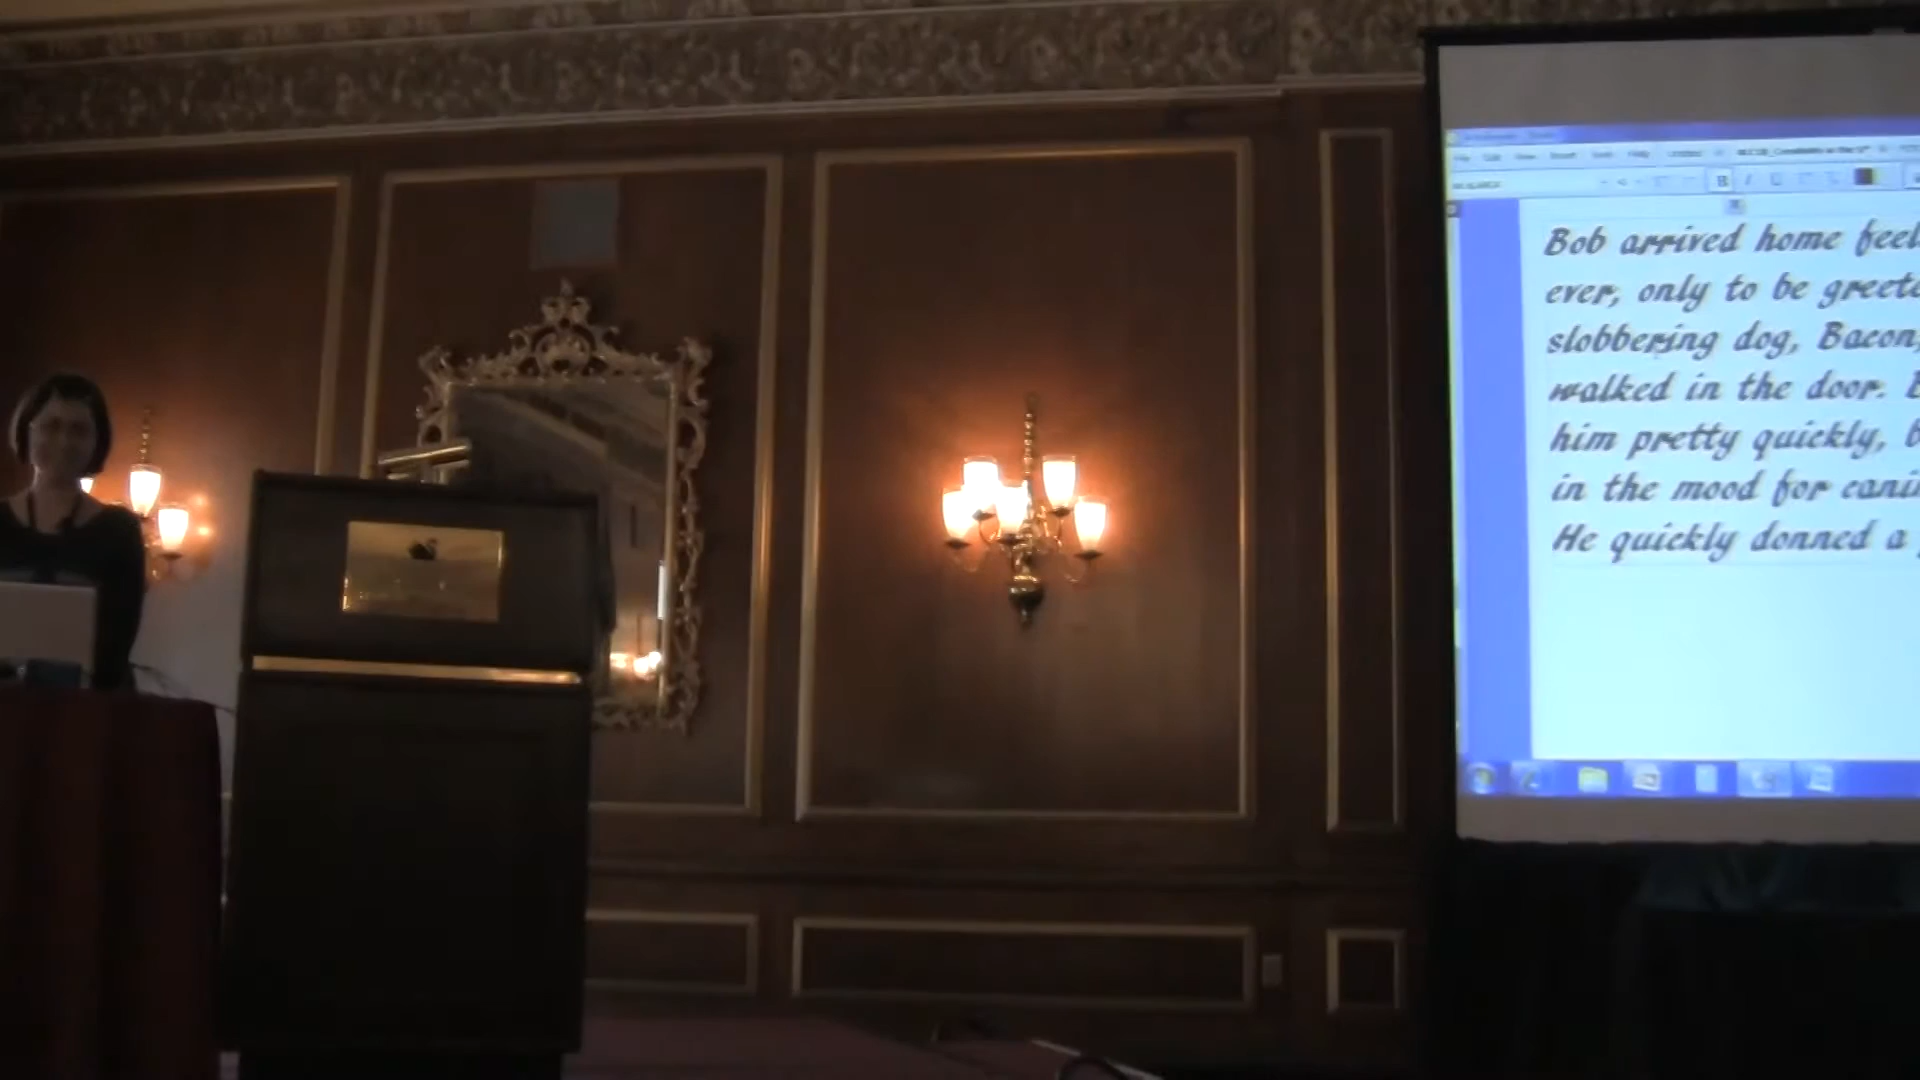 Bob arrived home feel
ever, only to be greete
slobbering dog, Bacon,
walked in the door.
him pretty quickly,
in the mood for cani
He quickly donned a